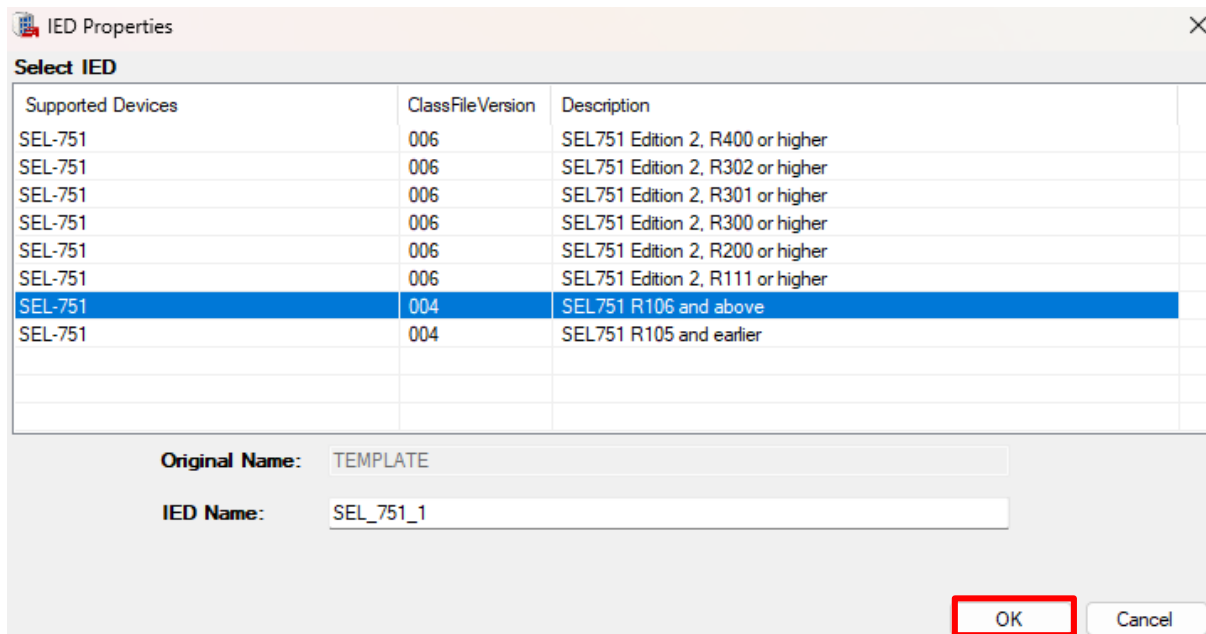 IED Properties
Select IED
Supported Devices ClassFileVersion Description
SEL-751 006 SEL751 Edition 2, R400 or higher
SEL-751 006 SEL751 Edition 2, R302 or higher
SEL-751 006 SEL751 Edition 2, R301 or higher
SEL-751 006 SEL751 Edition 2, R300 or higher
SEL-751 006 SEL751 Edition 2, R200 or higher
SEL-751 006 SEL751 Edition 2, R111 or higher
SEL-751 004 SEL751 R106 and above
SEL-751 004 SEL751 R105 and earlier
Original Name: TEMPLATE
IED Name: SEL_751_1
OK Cancel